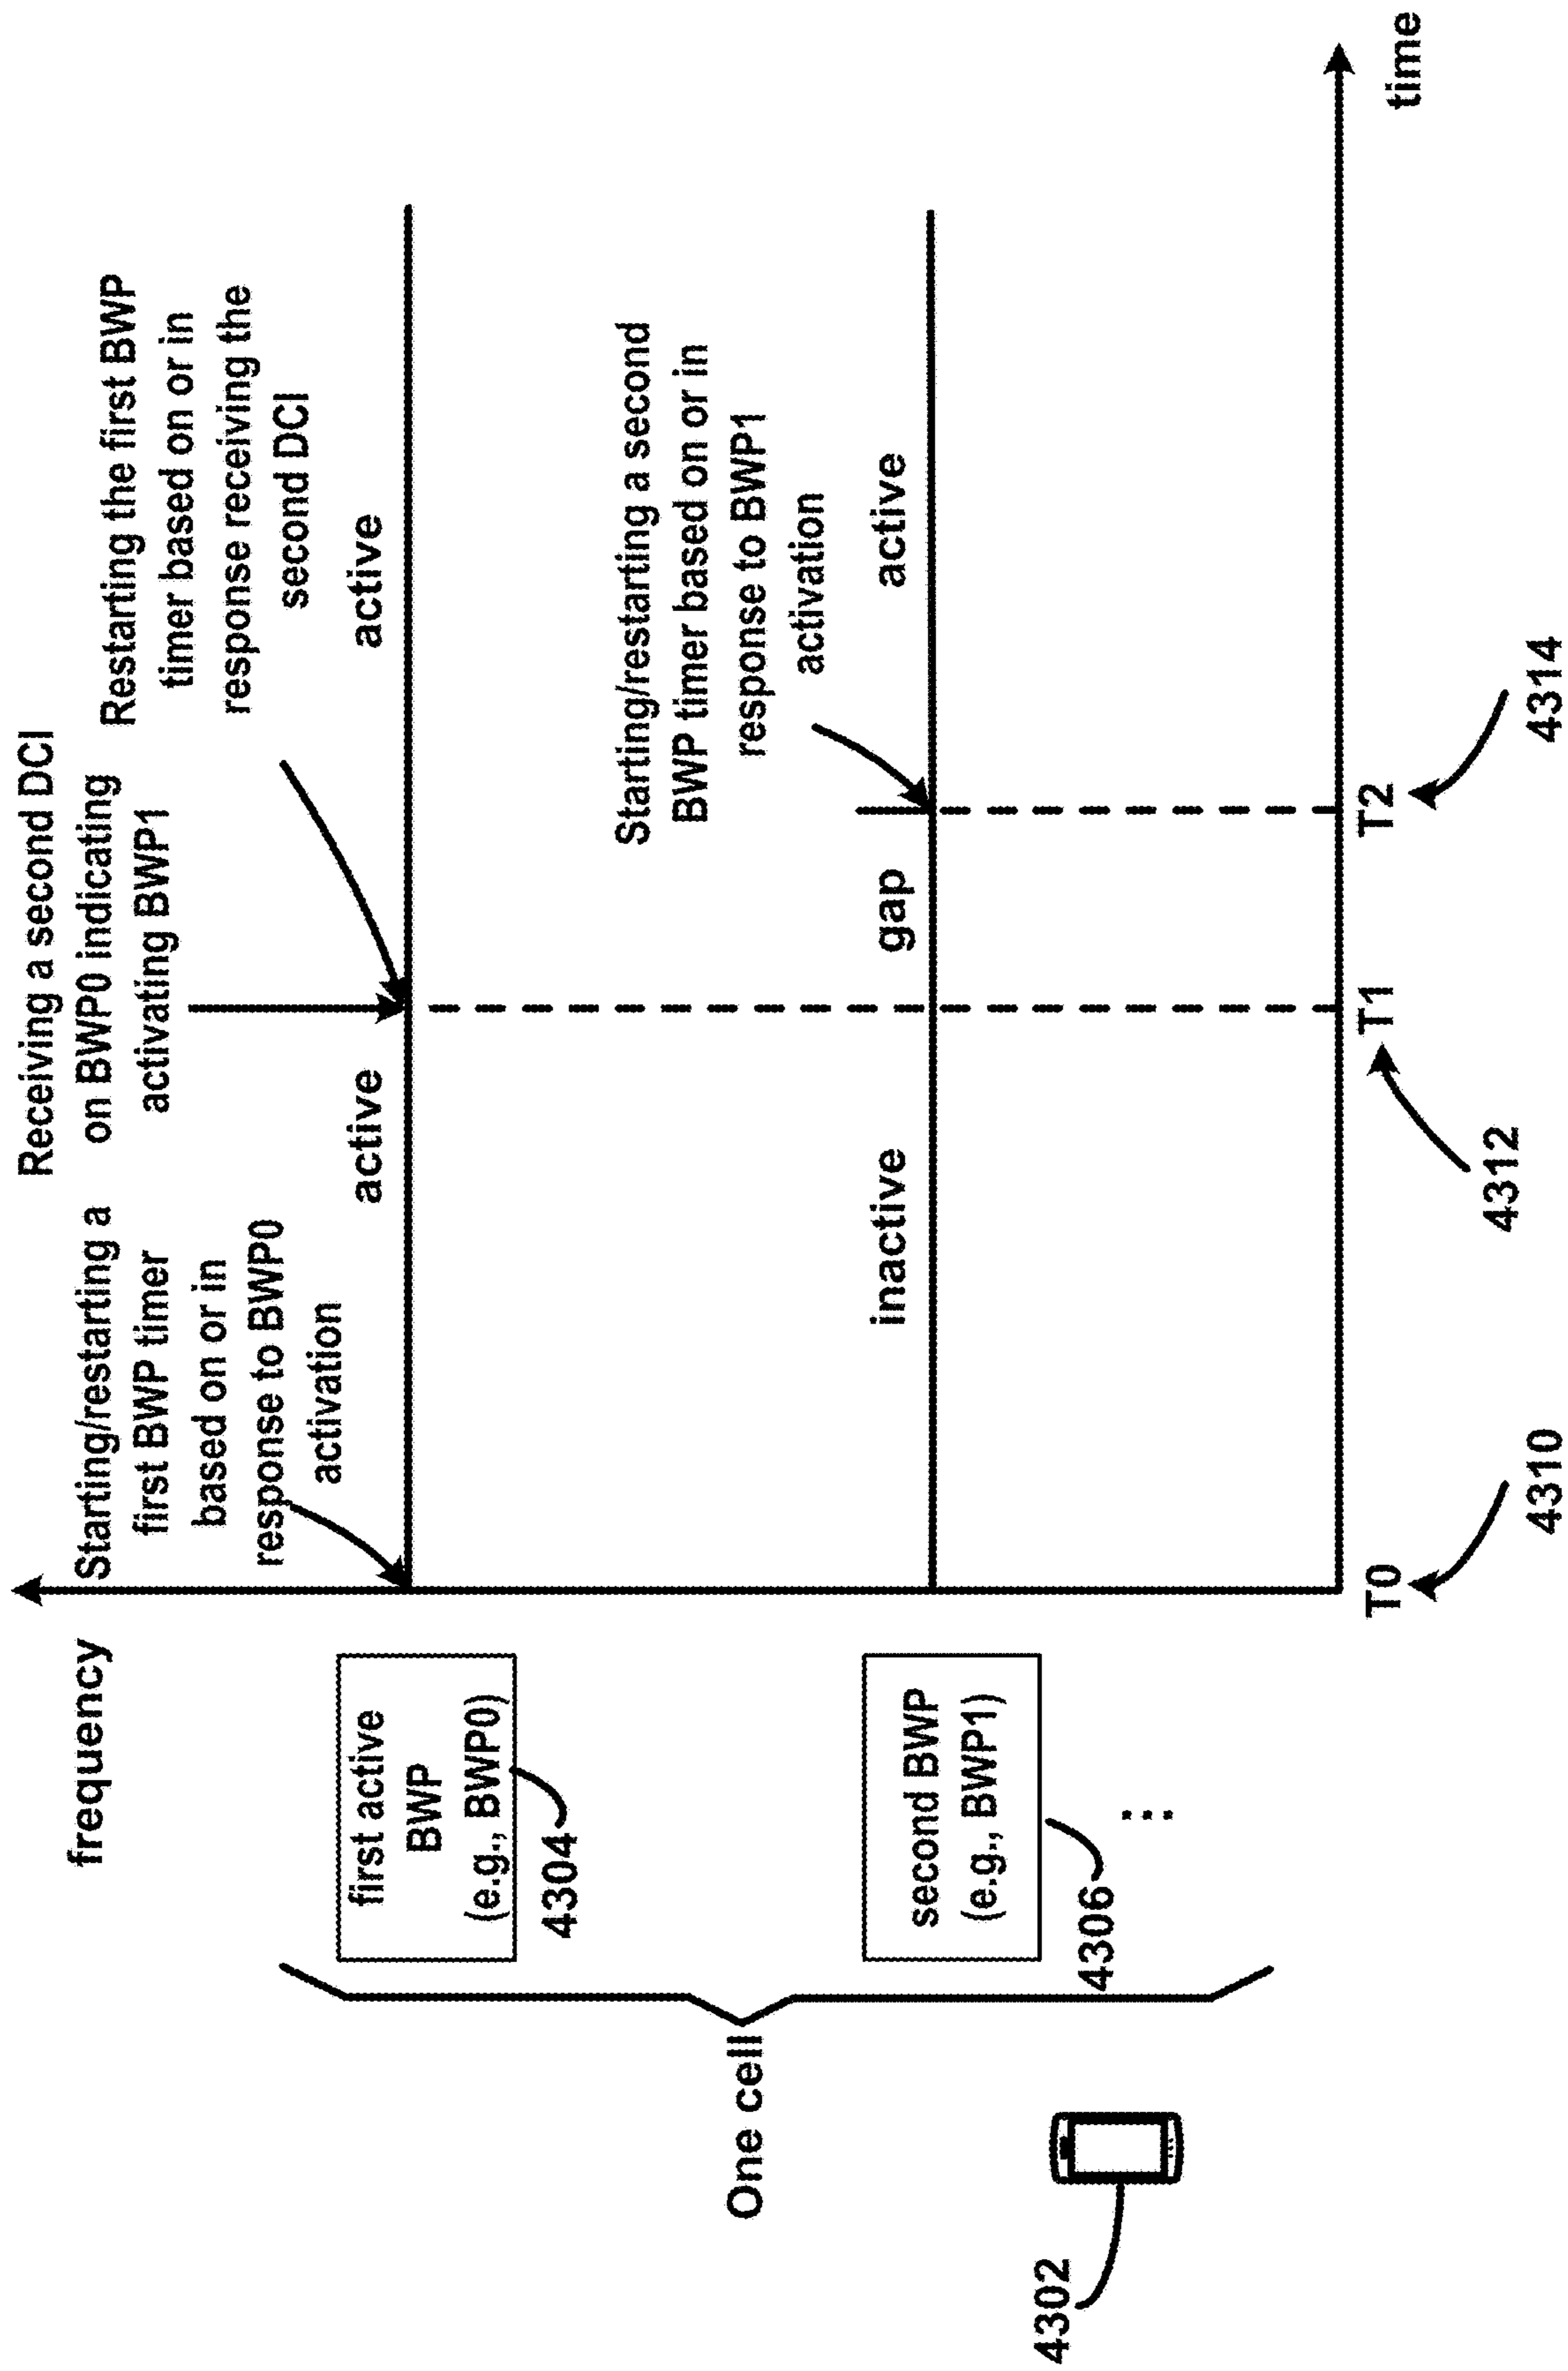 frequency
Starting/restarting a
first BWP timer
based on or in
response to BWP0
activation
Receiving a second DCI
on BWP0 indicating
activating BWP1
Restarting the first BWP
timer based on or in
response receiving the
second DCI
first active
BWP
(e.g., BWP0)
4304
active
active
One cell
Starting/restarting a second
BWP timer based on or in
response to BWP1
activation
second BWP
(e.g., BWP1)
4306
inactive
gap
active
4302
T0
T1
T2
time
4310
4312
4314